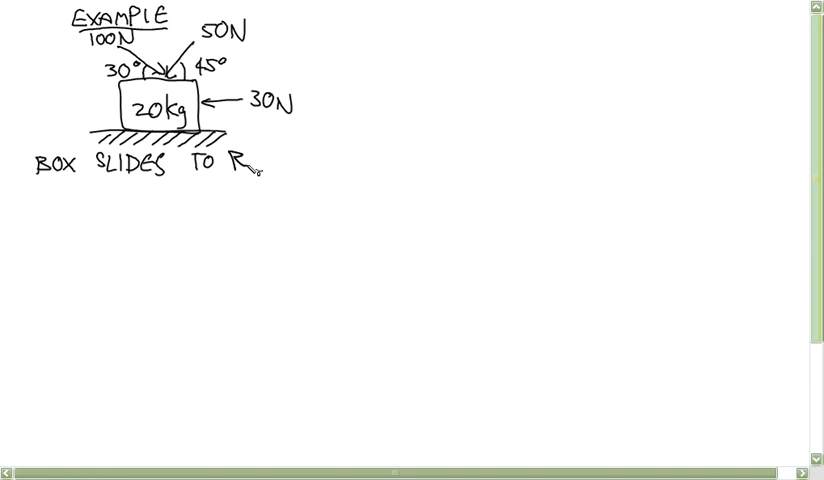 EXAMPLE
100N 50N
30° 45°
20kg 30N
BOX SLIDES TO R